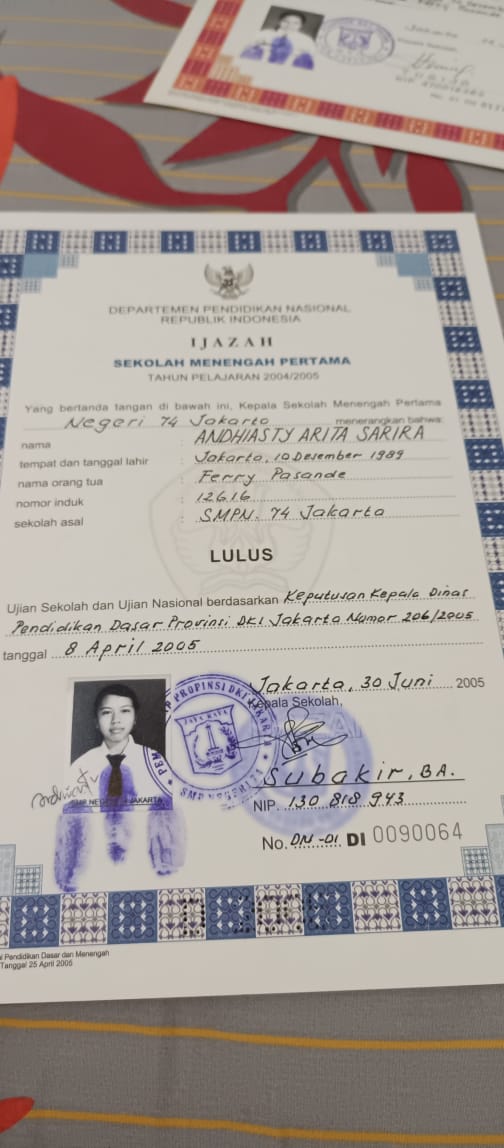 DEPARTEMEN PENDIDIKAN NASIONAL
REPUBLIK INDONESIA
IJAZAH
SEKOLAH MENENGAH PERTAMA
TAHUN PELAJARAN 2004/2005
Yang bertanda tangan di bawah ini, Kepala Sekolah Menengah Pertama
Negeri 74 Jakarta menerangkan bahwa:
nama : ANDHIASTY ARITA SARIRA
tempat dan tanggal lahir : Jakarta, 10 Desember 1989
nama orang tua : Ferry Pasande
nomor induk : 12616
sekolah asal : SMPN. 74 Jakarta
LULUS
Ujian Sekolah dan Ujian Nasional berdasarkan Keputusan Kepala Dinas
Pendidikan Dasar Provinsi DKI Jakarta Nomor 206/2005
tanggal 8 April 2005
Jakarta, 30 Juni 2005
Kepala Sekolah,
PROPINSI DKI JAKARTA
JAYA RAYA
SMP NEGERI
JAKARTA
Subakir, BA.
NIP. 130 818 943
No. DN-01 DI 0090064
Pendidikan Dasar dan Menengah
Tanggal 25 April 2005